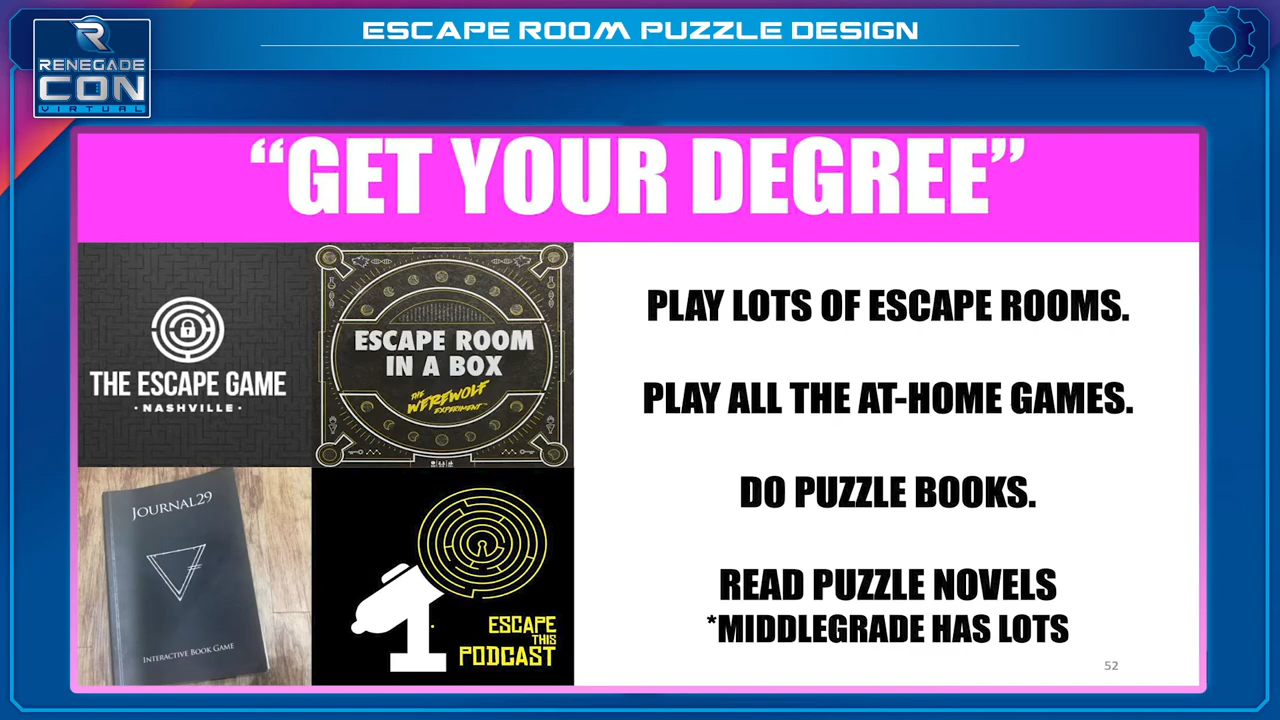 ESCAPE ROOM PUZZLE DESIGN
RENEGADE
CON
VIRTUAL
“GET YOUR DEGREE”
THE ESCAPE GAME
·NASHVILLE·
ESCAPE ROOM
IN A BOX
THE
WEREWOLF
EXPERIMENT
JOURNAL29
INTERACTIVE BOOK GAME
ESCAPE
THIS
PODCAST
PLAY LOTS OF ESCAPE ROOMS.
PLAY ALL THE AT-HOME GAMES.
DO PUZZLE BOOKS.
READ PUZZLE NOVELS
*MIDDLEGRADE HAS LOTS
52